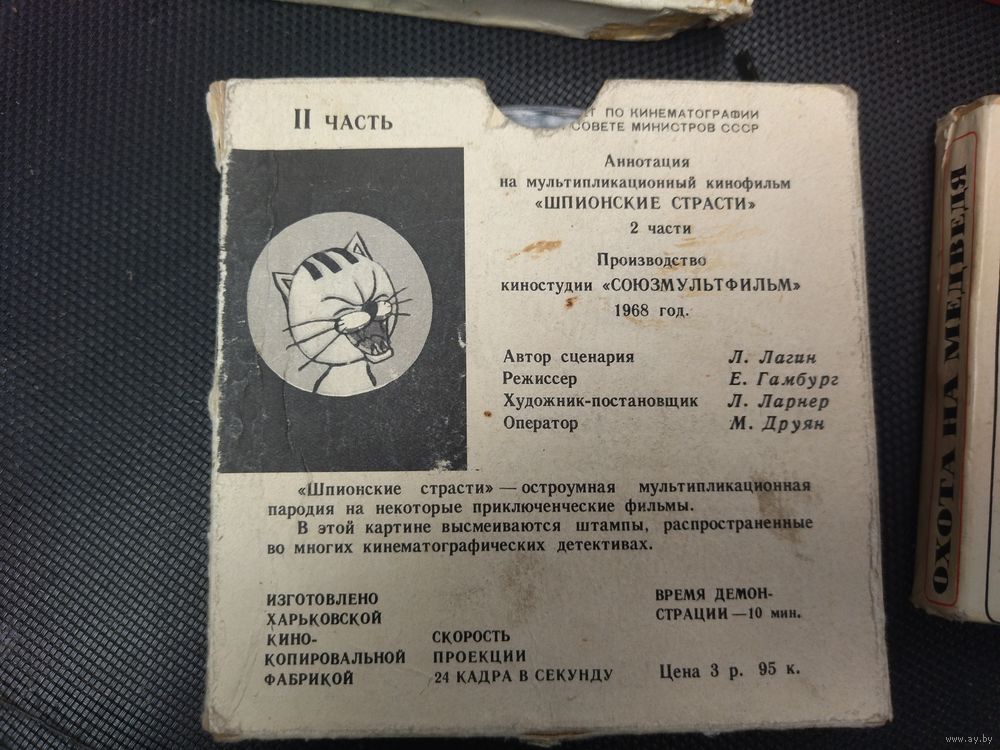 II ЧАСТЬ
ПО КИНЕМАТОГРАФИИ
СОВЕТЕ МИНИСТРОВ СССР
Аннотация
на мультипликационный кинофильм
«ШПИОНСКИЕ СТРАСТИ»
2 части
Производство
киностудии «СОЮЗМУЛЬТФИЛЬМ»
1968 год.
Автор сценария Л. Лагин
Режиссер Е. Гамбург
Художник-постановщик Л. Ларнер
Оператор М. Друян
«Шпионские страсти» — остроумная мультипликационная
пародия на некоторые приключенческие фильмы.
В этой картине высмеиваются штампы, распространенные
во многих кинематографических детективах.
ИЗГОТОВЛЕНО
ХАРЬКОВСКОЙ
КИНО-
КОПИРОВАЛЬНОЙ
ФАБРИКОЙ
СКОРОСТЬ
ПРОЕКЦИИ
24 КАДРА В СЕКУНДУ
ВРЕМЯ ДЕМОН-
СТРАЦИИ — 10 мин.
Цена 3 р. 95 к.
ОХОТА НА МЕДВЕДЯ
www.ay.by